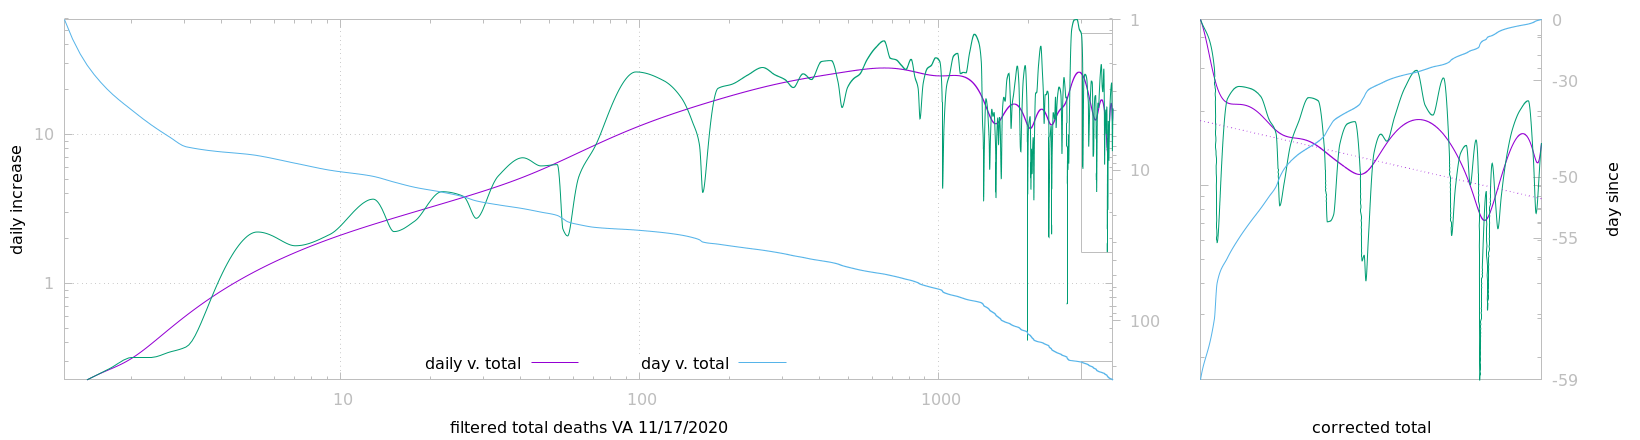 daily increase
10
1
10
100
1000
filtered total deaths VA 11/17/2020
daily v. total
day v. total
1
10
100
0
-30
-50
-55
-59
day since
corrected total